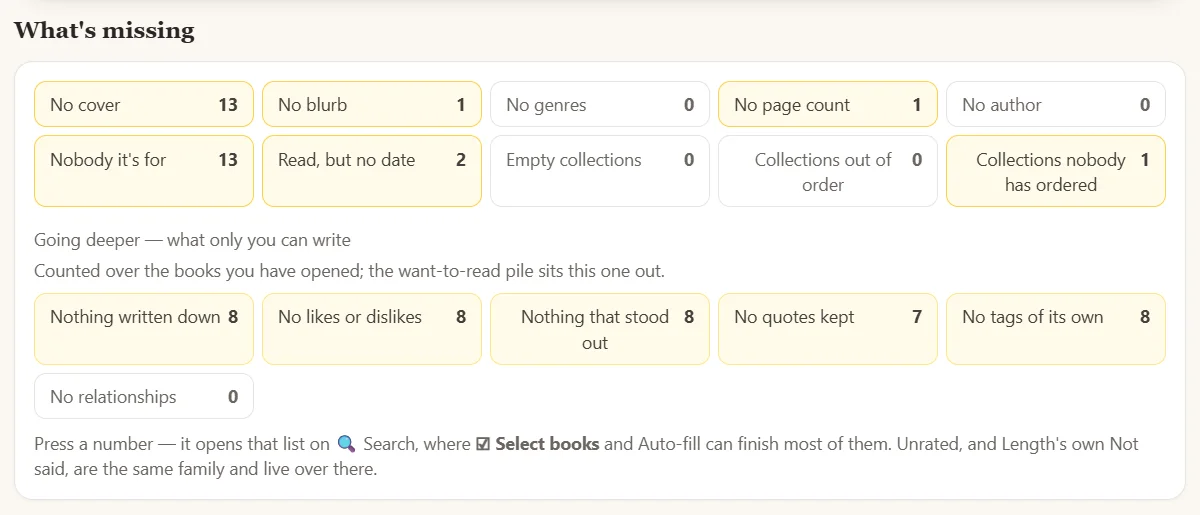 What's missing
No cover 13
No blurb 1
No genres 0
No page count 1
No author 0
Nobody it's for 13
Read, but no date 2
Empty collections 0
Collections out of order 0
Collections nobody has ordered 1
Going deeper — what only you can write
Counted over the books you have opened; the want-to-read pile sits this one out.
Nothing written down 8
No likes or dislikes 8
Nothing that stood out 8
No quotes kept 7
No tags of its own 8
No relationships 0
Press a number — it opens that list on 🔍 Search, where ☑ Select books and Auto-fill can finish most of them. Unrated, and Length's own Not
said, are the same family and live over there.